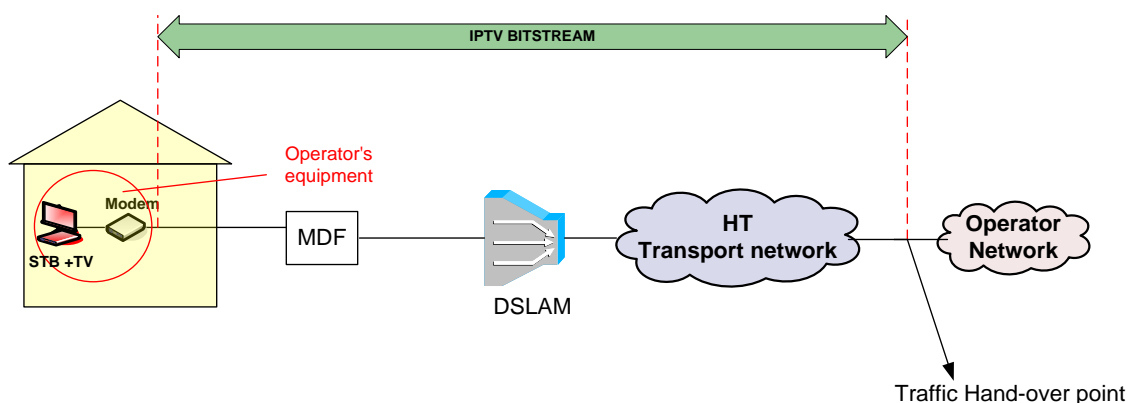 IPTV BITSTREAM
Operator's
equipment
Modem
STB +TV
MDF
DSLAM
HT
Transport network
Operator
Network
Traffic Hand-over point